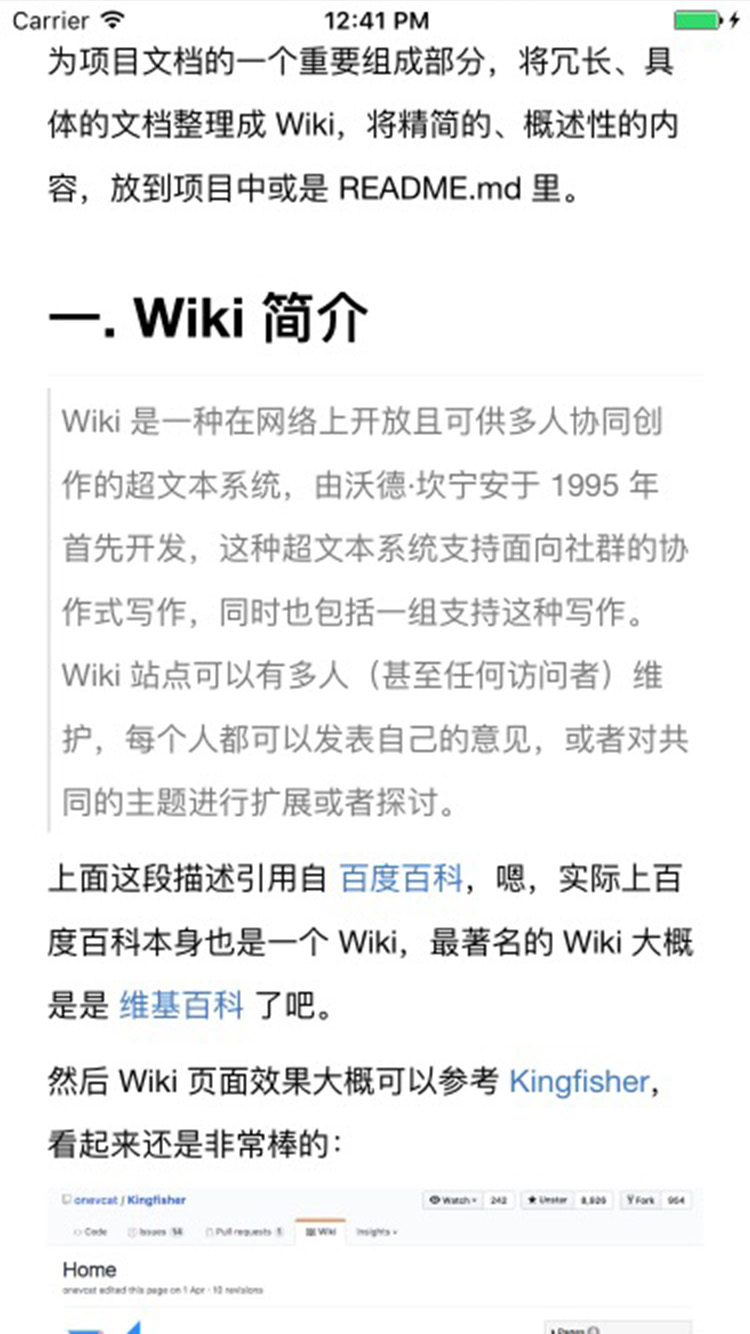 Carrier 12:41 PM
为项目文档的一个重要组成部分，将冗长、具
体的文档整理成 Wiki，将精简的、概述性的内
容，放到项目中或是 README.md 里。
一. Wiki 简介
Wiki 是一种在网络上开放且可供多人协同创
作的超文本系统，由沃德·坎宁安于 1995 年
首先开发，这种超文本系统支持面向社群的协
作式写作，同时也包括一组支持这种写作。
Wiki 站点可以有多人（甚至任何访问者）维
护，每个人都可以发表自己的意见，或者对共
同的主题进行扩展或者探讨。
上面这段描述引用自 百度百科，嗯，实际上百
度百科本身也是一个 Wiki，最著名的 Wiki 大概
是是 维基百科 了吧。
然后 Wiki 页面效果大概可以参考 Kingfisher，
看起来还是非常棒的：
onevcat / Kingfisher Watch 242 Unstar Fork
Code Issues 14 Pull requests Wiki Insights
Home
onevcat edited this page on 1 Apr · 10 revisions
Pages